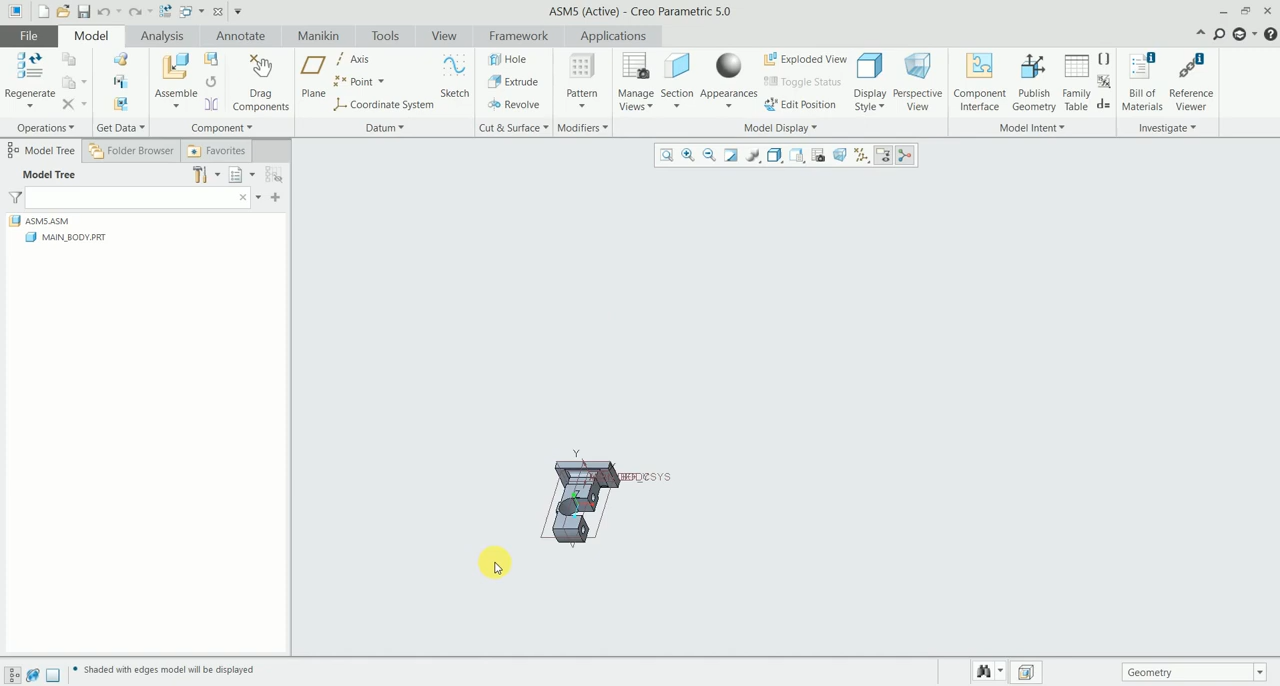 ASM5 (Active) - Creo Parametric 5.0
File Model Analysis Annotate Manikin Tools View Framework Applications
Regenerate
Operations
Get Data
Assemble
Drag
Components
Component
Plane
Axis
Point
Coordinate System
Sketch
Datum
Hole
Extrude
Revolve
Cut & Surface
Pattern
Modifiers
Manage
Views
Section
Appearances
Exploded View
Toggle Status
Edit Position
Display
Style
Perspective
View
Model Display
Component
Interface
Publish
Geometry
Family
Table
Model Intent
Bill of
Materials
Reference
Viewer
Investigate
Model Tree Folder Browser Favorites
Model Tree
ASM5.ASM
MAIN_BODY.PRT
Y
CSYS
Shaded with edges model will be displayed
Geometry